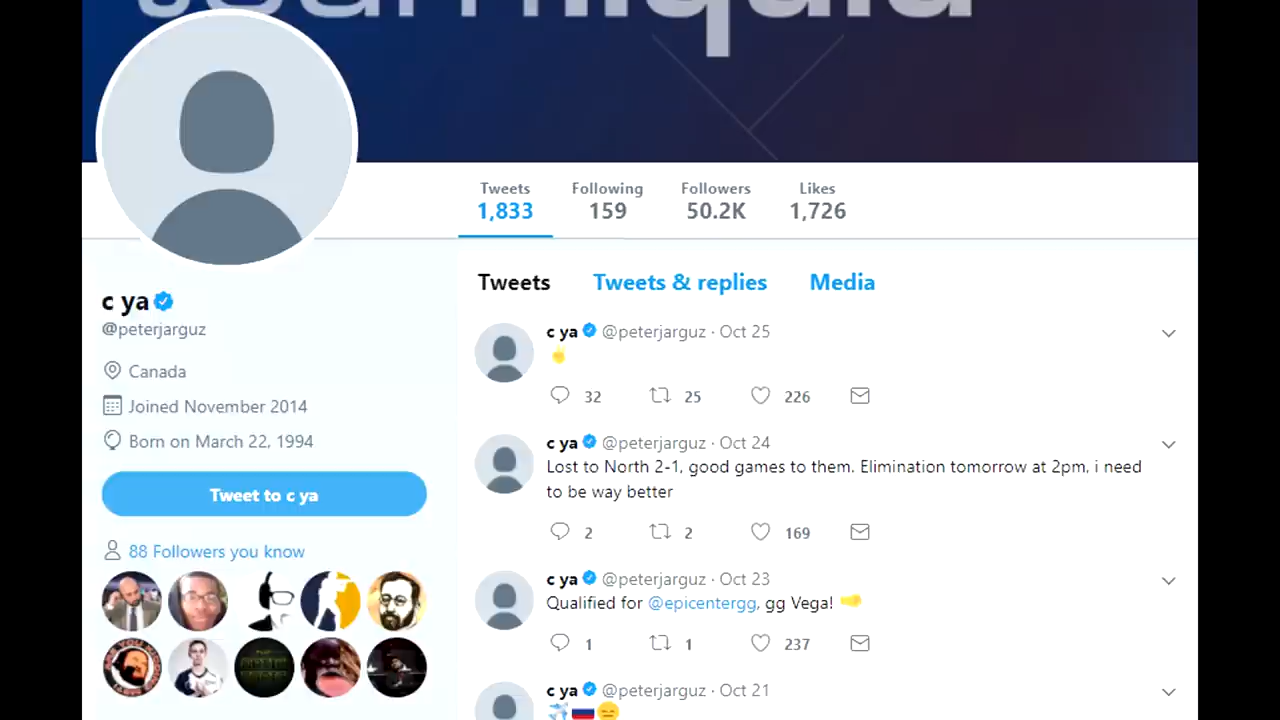 Tweets
1,833
Following
159
Followers
50.2K
Likes
1,726
c ya
@peterjarguz
Canada
Joined November 2014
Born on March 22, 1994
Tweet to c ya
88 Followers you know
Tweets
Tweets & replies
Media
c ya @peterjarguz · Oct 25
32
25
226
c ya @peterjarguz · Oct 24
Lost to North 2-1, good games to them. Elimination tomorrow at 2pm, i need
to be way better
2
2
169
c ya @peterjarguz · Oct 23
Qualified for @epicentergg, gg Vega!
1
1
237
c ya @peterjarguz · Oct 21